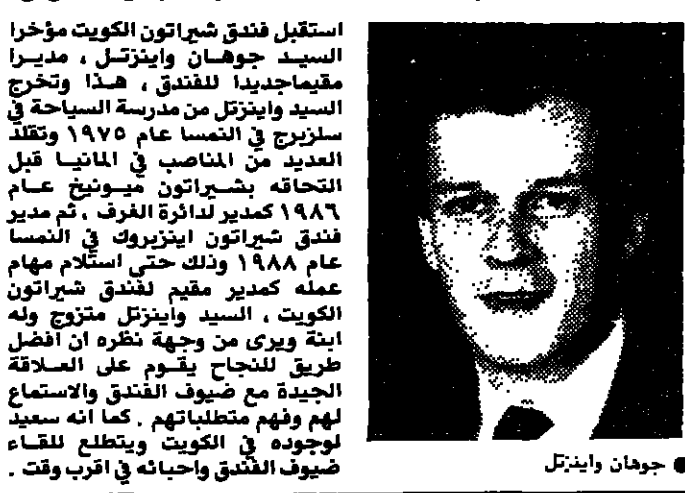 استقبل فندق شيراتون الكويت مؤخرا
السيد جوهان واينزتل ، مديرا
مقيماجديدا للفندق ، هذا وتخرج
السيد واينزتل من مدرسة السياحة في
سلزبرج في النمسا عام ١٩٧٥ وتقلد
العديد من المناصب في المانيا قبل
التحاقه بشيراتون ميونيخ عام
١٩٨٦ كمدير لدائرة الغرف ، ثم مدير
فندق شيراتون اينزبروك في النمسا
عام ١٩٨٨ وذلك حتى استلام مهام
عمله كمدير مقيم لفندق شيراتون
الكويت ، السيد واينزتل متزوج وله
ابنة ويرى من وجهة نظره ان افضل
طريق للنجاح يقوم على العلاقة
الجيدة مع ضيوف الفندق والاستماع
لهم وفهم متطلباتهم . كما انه سعيد
لوجوده في الكويت ويتطلع للقاء
ضيوف الفندق واحبائه في اقرب وقت .
● جوهان واينزتل